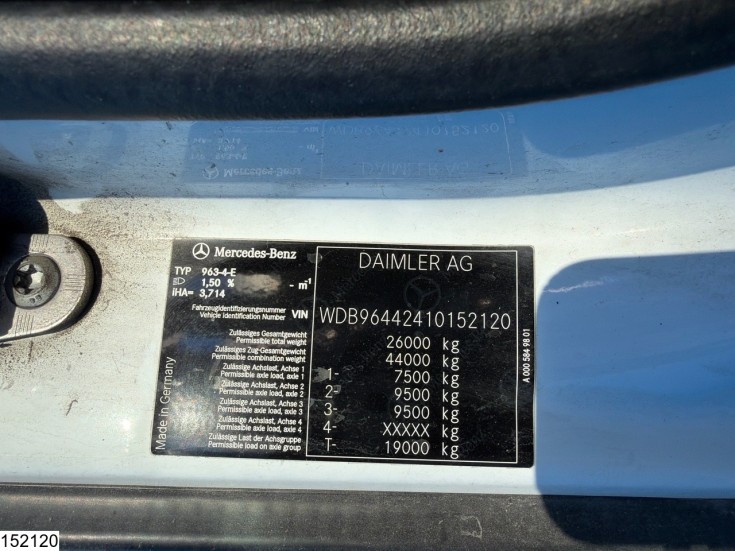 Mercedes-Benz
TYP 963-4-E
1,50 % - m⁻¹
iHA= 3,714
DAIMLER AG
Fahrzeugidentifizierungsnummer
Vehicle Identification Number VIN WDB96442410152120
Zulässiges Gesamtgewicht
Permissible total weight 26000 kg
Zulässiges Zug-Gesamtgewicht
Permissible combination weight 44000 kg
Zulässige Achslast, Achse 1
Permissible axle load, axle 1 1- 7500 kg
Zulässige Achslast, Achse 2
Permissible axle load, axle 2 2- 9500 kg
Zulässige Achslast, Achse 3
Permissible axle load, axle 3 3- 9500 kg
Zulässige Achslast, Achse 4
Permissible axle load, axle 4 4- XXXXX kg
Zulässige Last der Achsgruppe
Permissible load on axle group T- 19000 kg
Made in Germany
A 000 584 98 01
152120